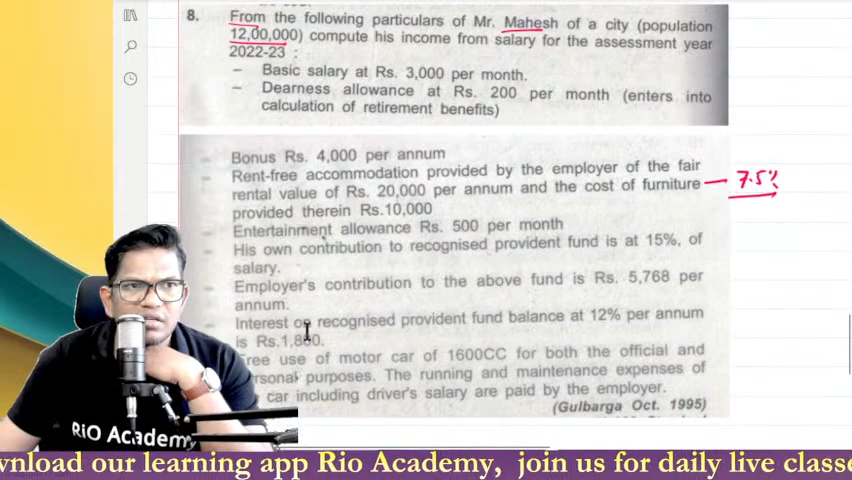 8. From the following particulars of Mr. Mahesh of a city (population
12,00,000) compute his income from salary for the assessment year
2022-23 :
– Basic salary at Rs. 3,000 per month.
– Dearness allowance at Rs. 200 per month (enters into
calculation of retirement benefits)
– Bonus Rs. 4,000 per annum
– Rent-free accommodation provided by the employer of the fair
rental value of Rs. 20,000 per annum and the cost of furniture — 7.5%
provided therein Rs.10,000
– Entertainment allowance Rs. 500 per month
– His own contribution to recognised provident fund is at 15%, of
salary.
– Employer's contribution to the above fund is Rs. 5,768 per
annum.
– Interest on recognised provident fund balance at 12% per annum
is Rs.1,800.
Free use of motor car of 1600CC for both the official and
personal purposes. The running and maintenance expenses of
car including driver's salary are paid by the employer.
(Gulbarga Oct. 1995)
RiO Academy
wnload our learning app Rio Academy, join us for daily live classe